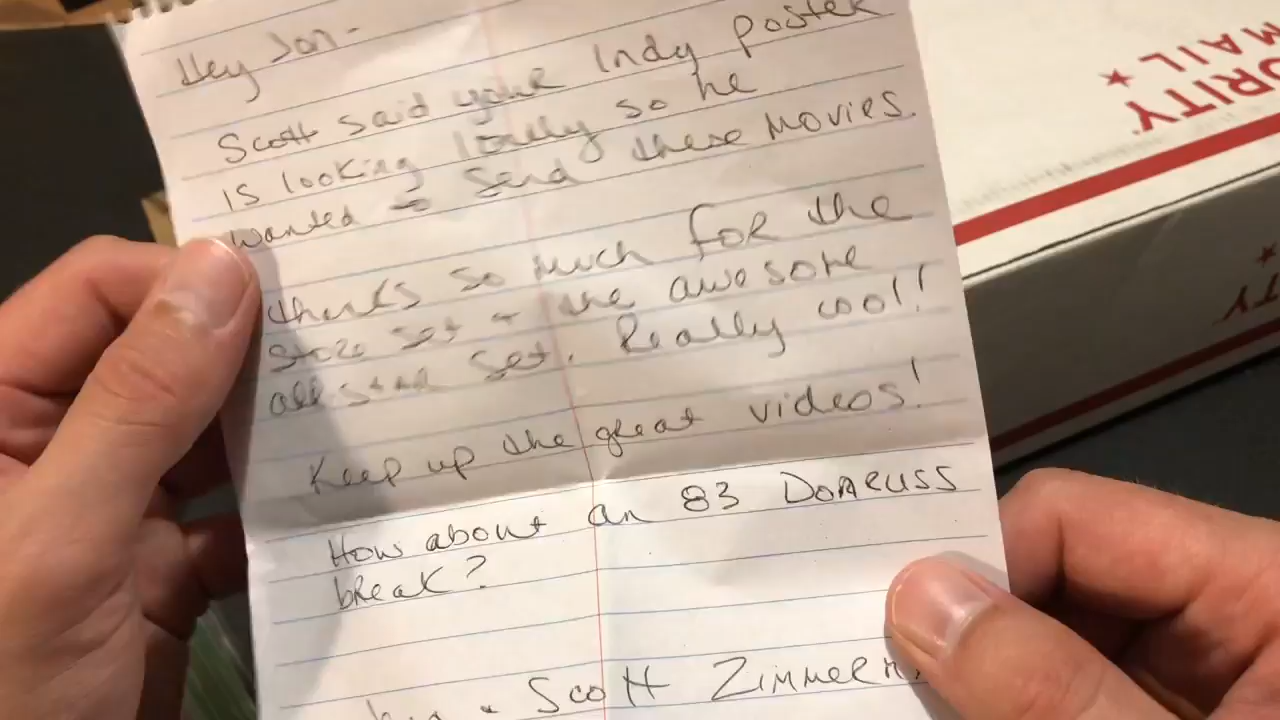 Hey Jon-
Scott said your Indy poster
is looking lonely so he
wanted to send these movies.
thanks so much for the
set + the awesome
all star set. Really cool!
Keep up the great videos!
How about an 83 Donruss
break?
Scott Zimmerm
PRIORITY
MAIL